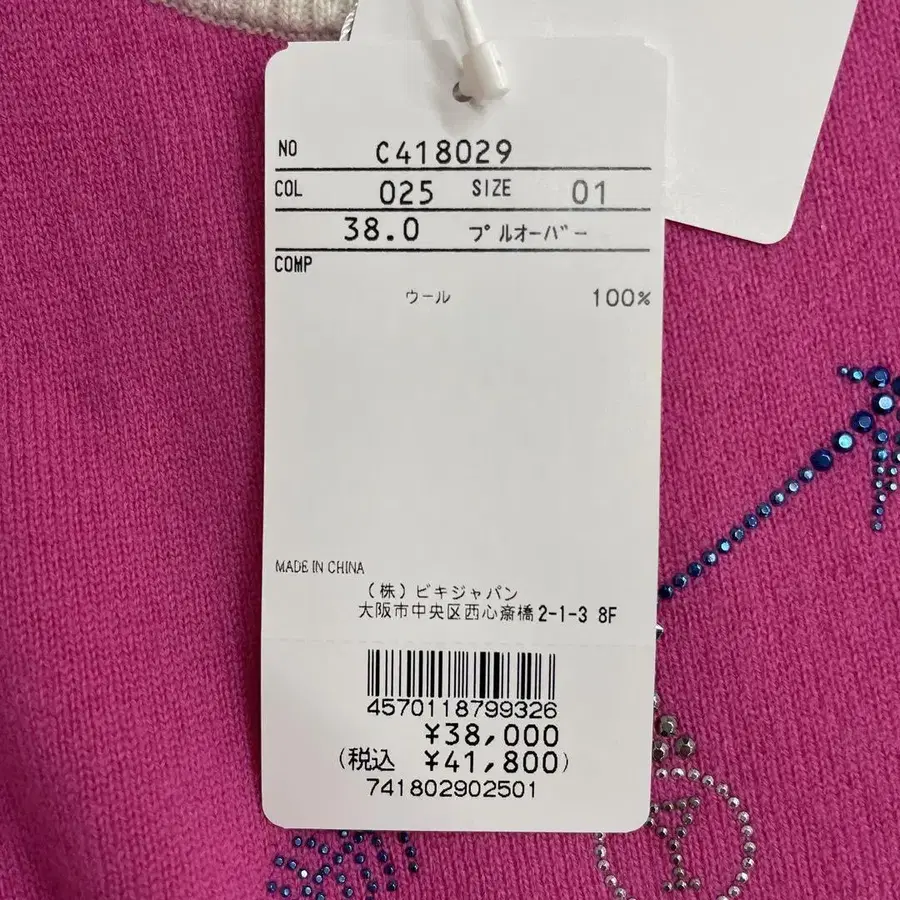 NO C418029
COL 025 SIZE 01
38.0 プルオーバー
COMP
ウール 100%
MADE IN CHINA
(株)ビキジャパン
大阪市中央区西心斎橋2-1-3 8F
4570118799326
¥38,000
(税込 ¥41,800)
741802902501